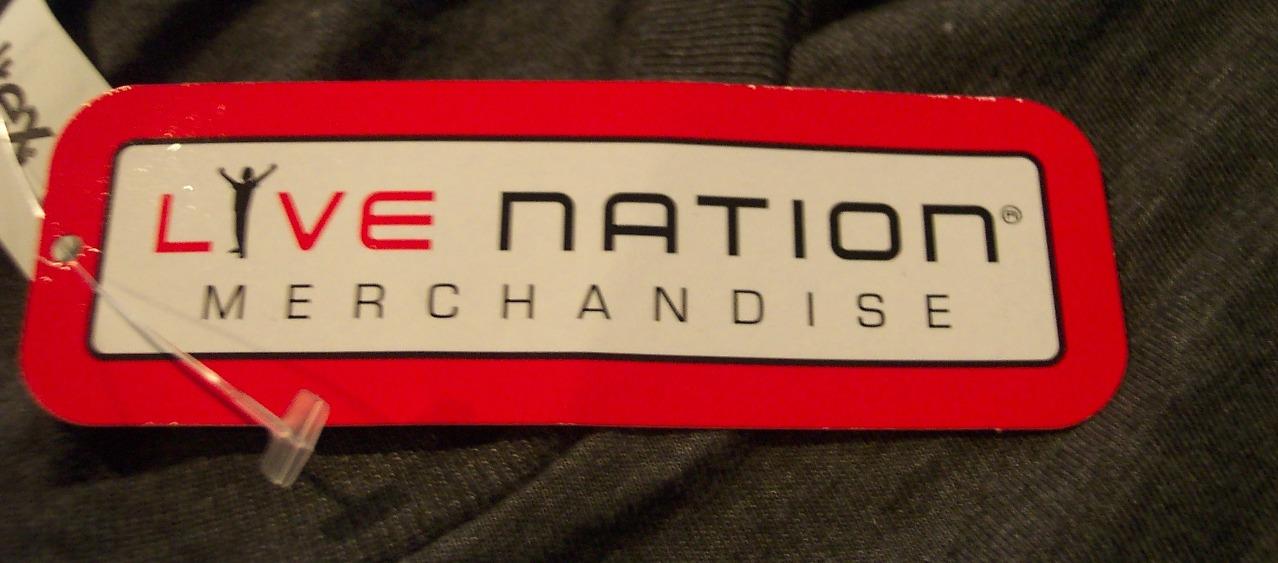 LIVE NATION®
MERCHANDISE